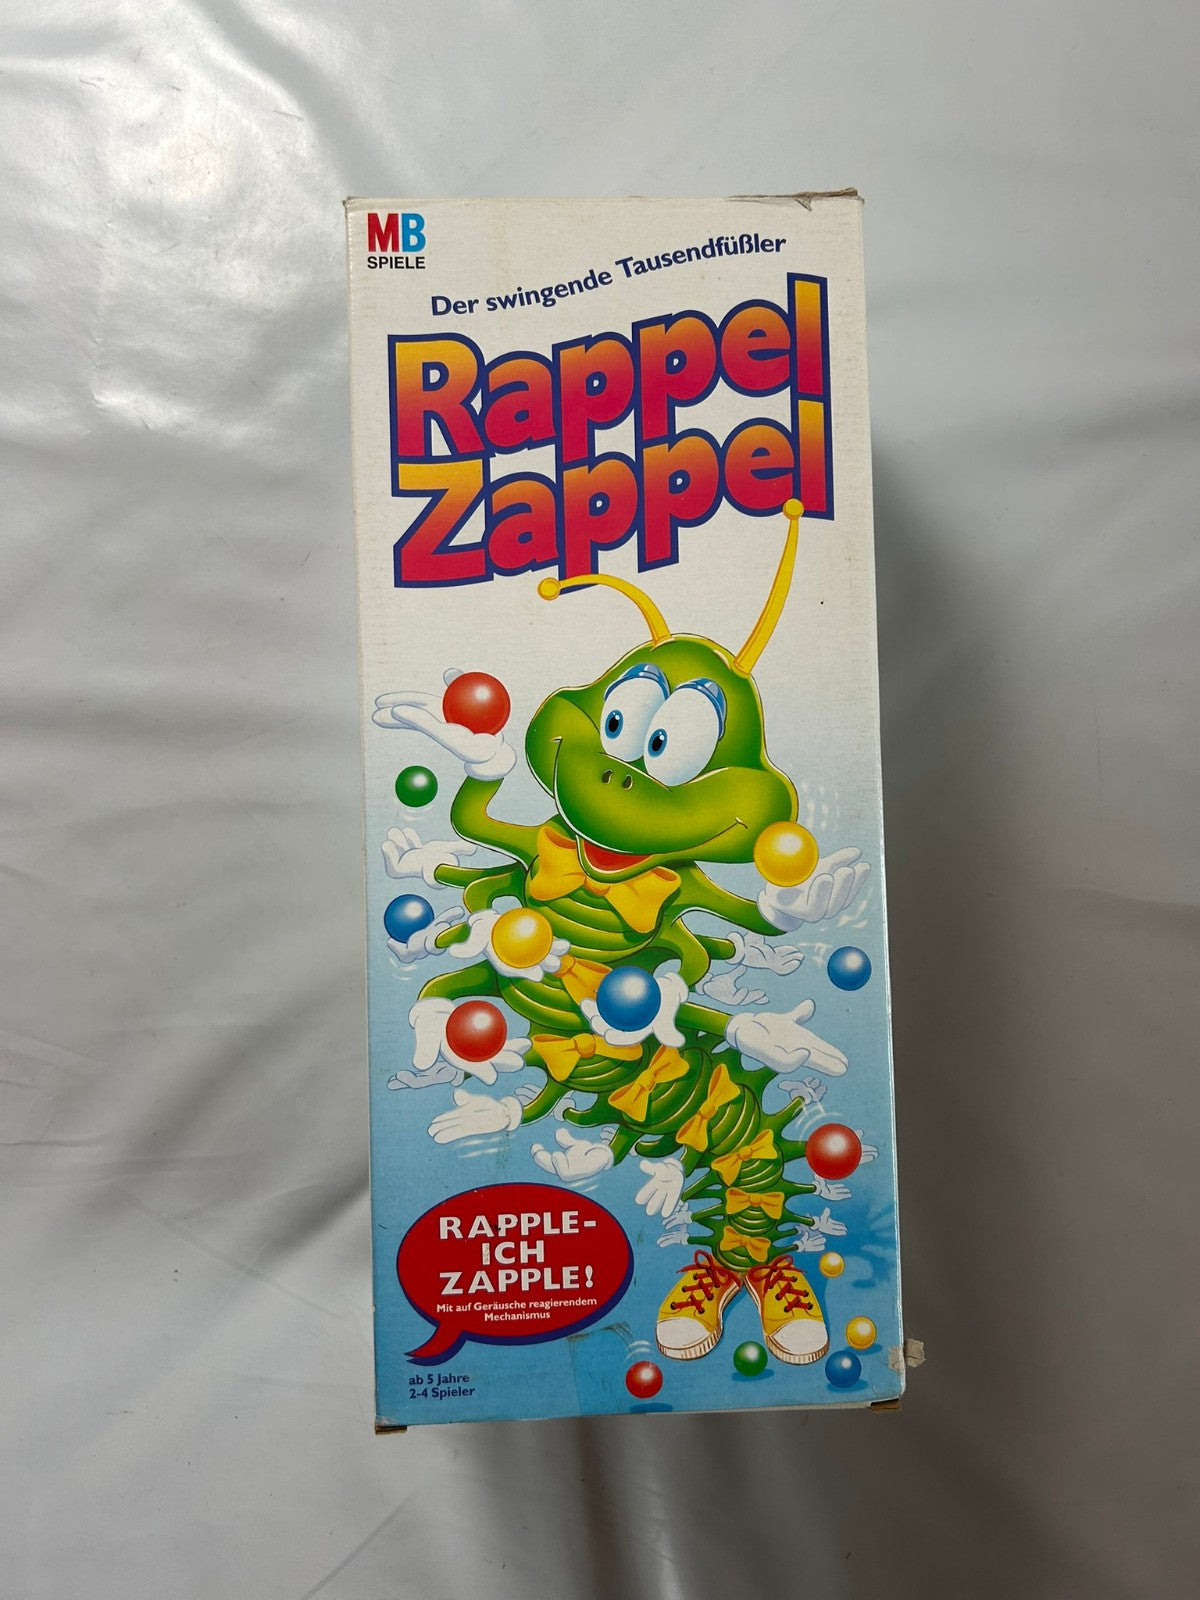 MB
SPIELE
Der swingende Tausendfüßler
Rappel
Zappel
RAPPLE-
ICH
ZAPPLE!
Mit auf Geräusche reagierendem
Mechanismus
ab 5 Jahre
2-4 Spieler